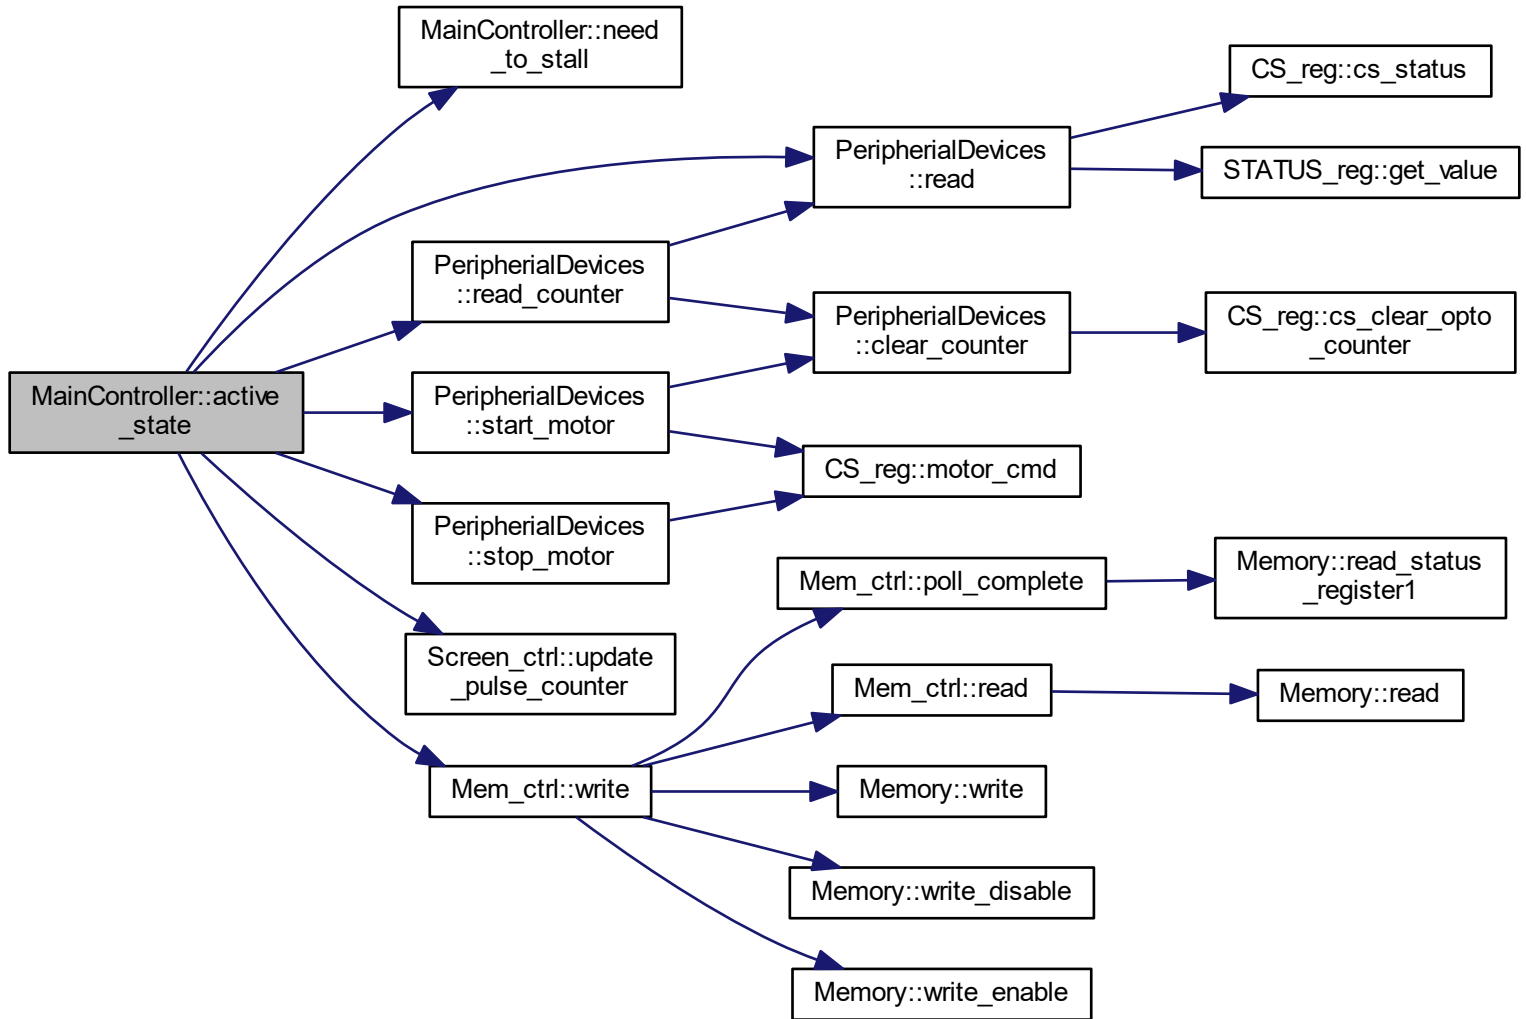 MainController::need
_to_stall
CS_reg::cs_status
PeripherialDevices
::read
STATUS_reg::get_value
PeripherialDevices
::read_counter
PeripherialDevices
::clear_counter
CS_reg::cs_clear_opto
_counter
MainController::active
_state
PeripherialDevices
::start_motor
CS_reg::motor_cmd
PeripherialDevices
::stop_motor
Mem_ctrl::poll_complete
Memory::read_status
_register1
Screen_ctrl::update
_pulse_counter
Mem_ctrl::read
Memory::read
Mem_ctrl::write
Memory::write
Memory::write_disable
Memory::write_enable